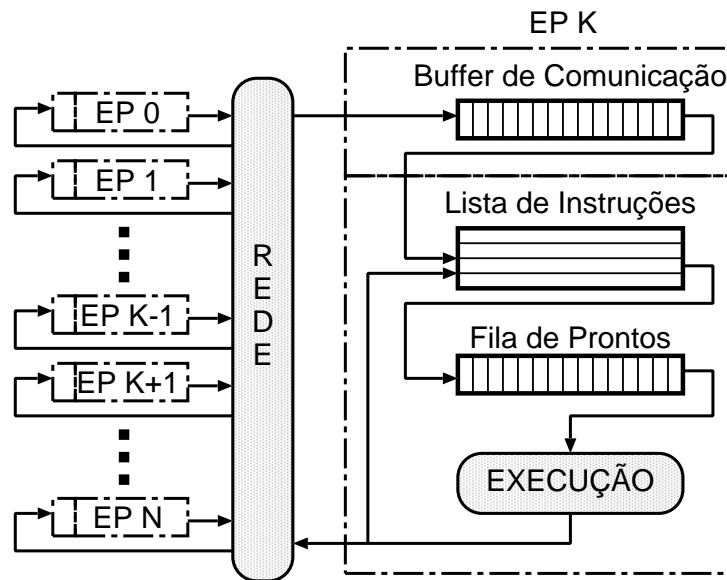 EP K
Buffer de Comunicação
EP 0
EP 1
Lista de Instruções
REDE
EP K-1
Fila de Prontos
EP K+1
EXECUÇÃO
EP N